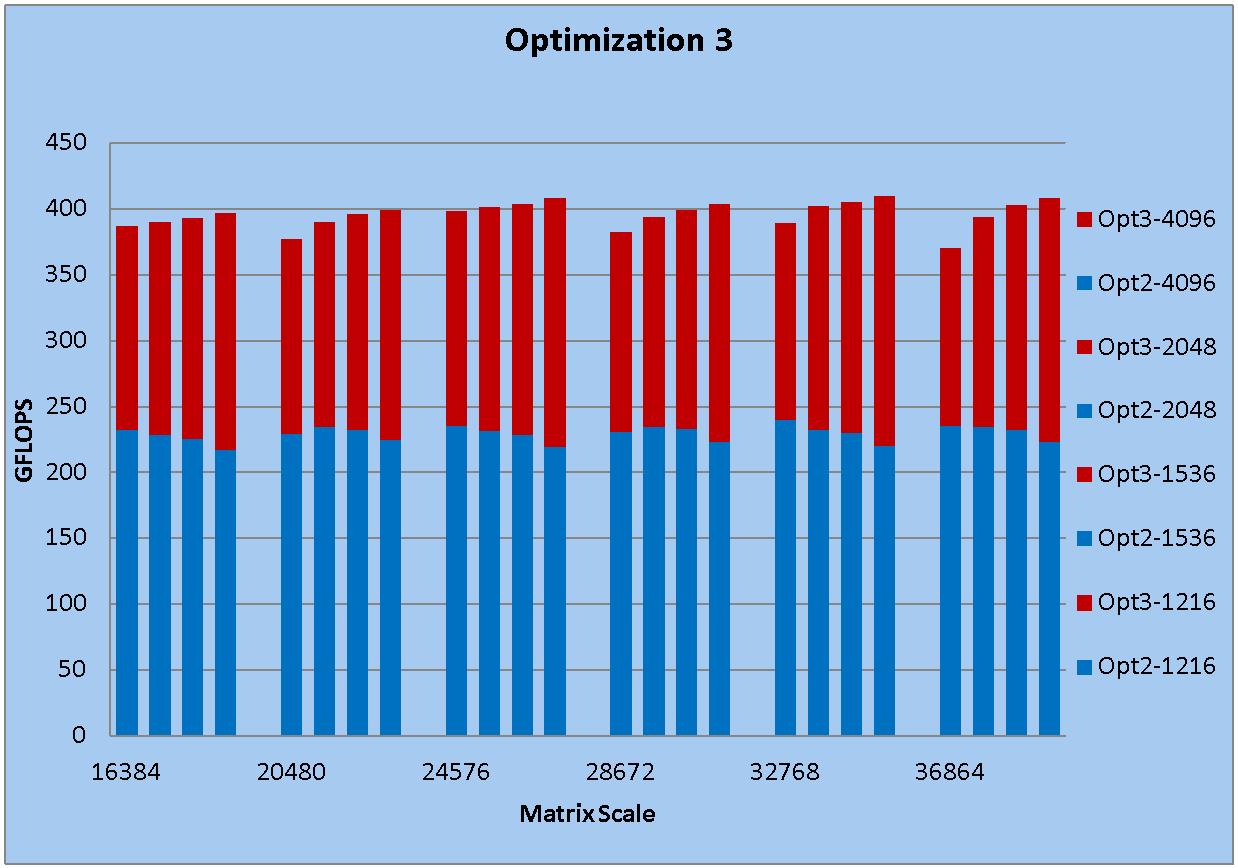 Optimization 3
450
400
350
300
250
200
150
100
50
0
GFLOPS
16384 20480 24576 28672 32768 36864
Matrix Scale
Opt3-4096
Opt2-4096
Opt3-2048
Opt2-2048
Opt3-1536
Opt2-1536
Opt3-1216
Opt2-1216